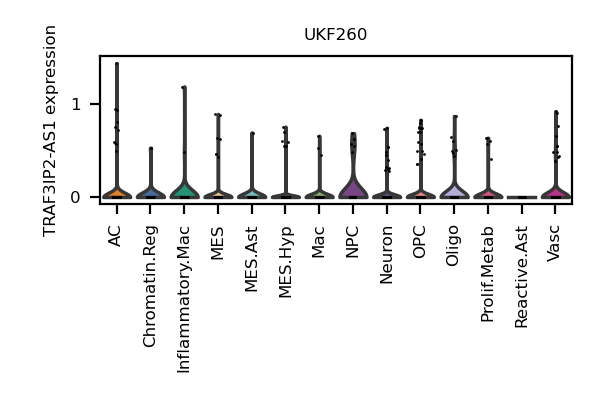 UKF260
TRAF3IP2-AS1 expression
1
0
AC
Chromatin.Reg
Inflammatory.Mac
MES
MES.Ast
MES.Hyp
Mac
NPC
Neuron
OPC
Oligo
Prolif.Metab
Reactive.Ast
Vasc